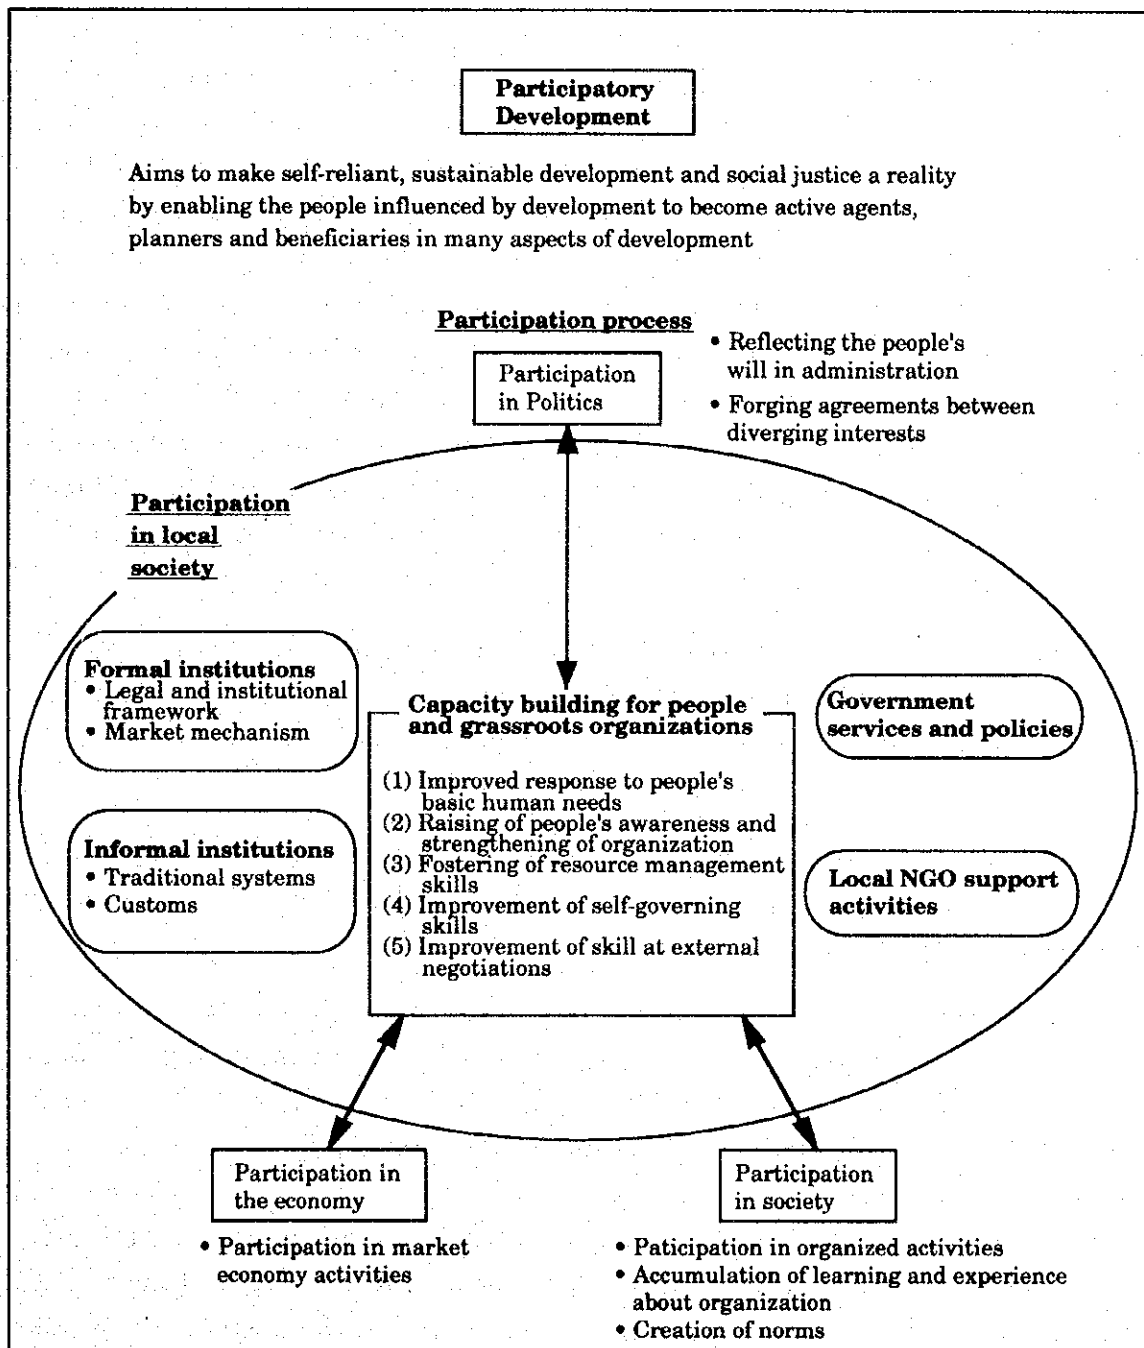 Participatory
Development
Aims to make self-reliant, sustainable development and social justice a reality
by enabling the people influenced by development to become active agents,
planners and beneficiaries in many aspects of development
Participation process
Participation
in Politics
• Reflecting the people's
will in administration
• Forging agreements between
diverging interests
Participation
in local
society
Formal institutions
• Legal and institutional
framework
• Market mechanism
Informal institutions
• Traditional systems
• Customs
Capacity building for people
and grassroots organizations
(1) Improved response to people's
basic human needs
(2) Raising of people's awareness and
strengthening of organization
(3) Fostering of resource management
skills
(4) Improvement of self-governing
skills
(5) Improvement of skill at external
negotiations
Government
services and policies
Local NGO support
activities
Participation in
the economy
• Participation in market
economy activities
Participation
in society
• Paticipation in organized activities
• Accumulation of learning and experience
about organization
• Creation of norms